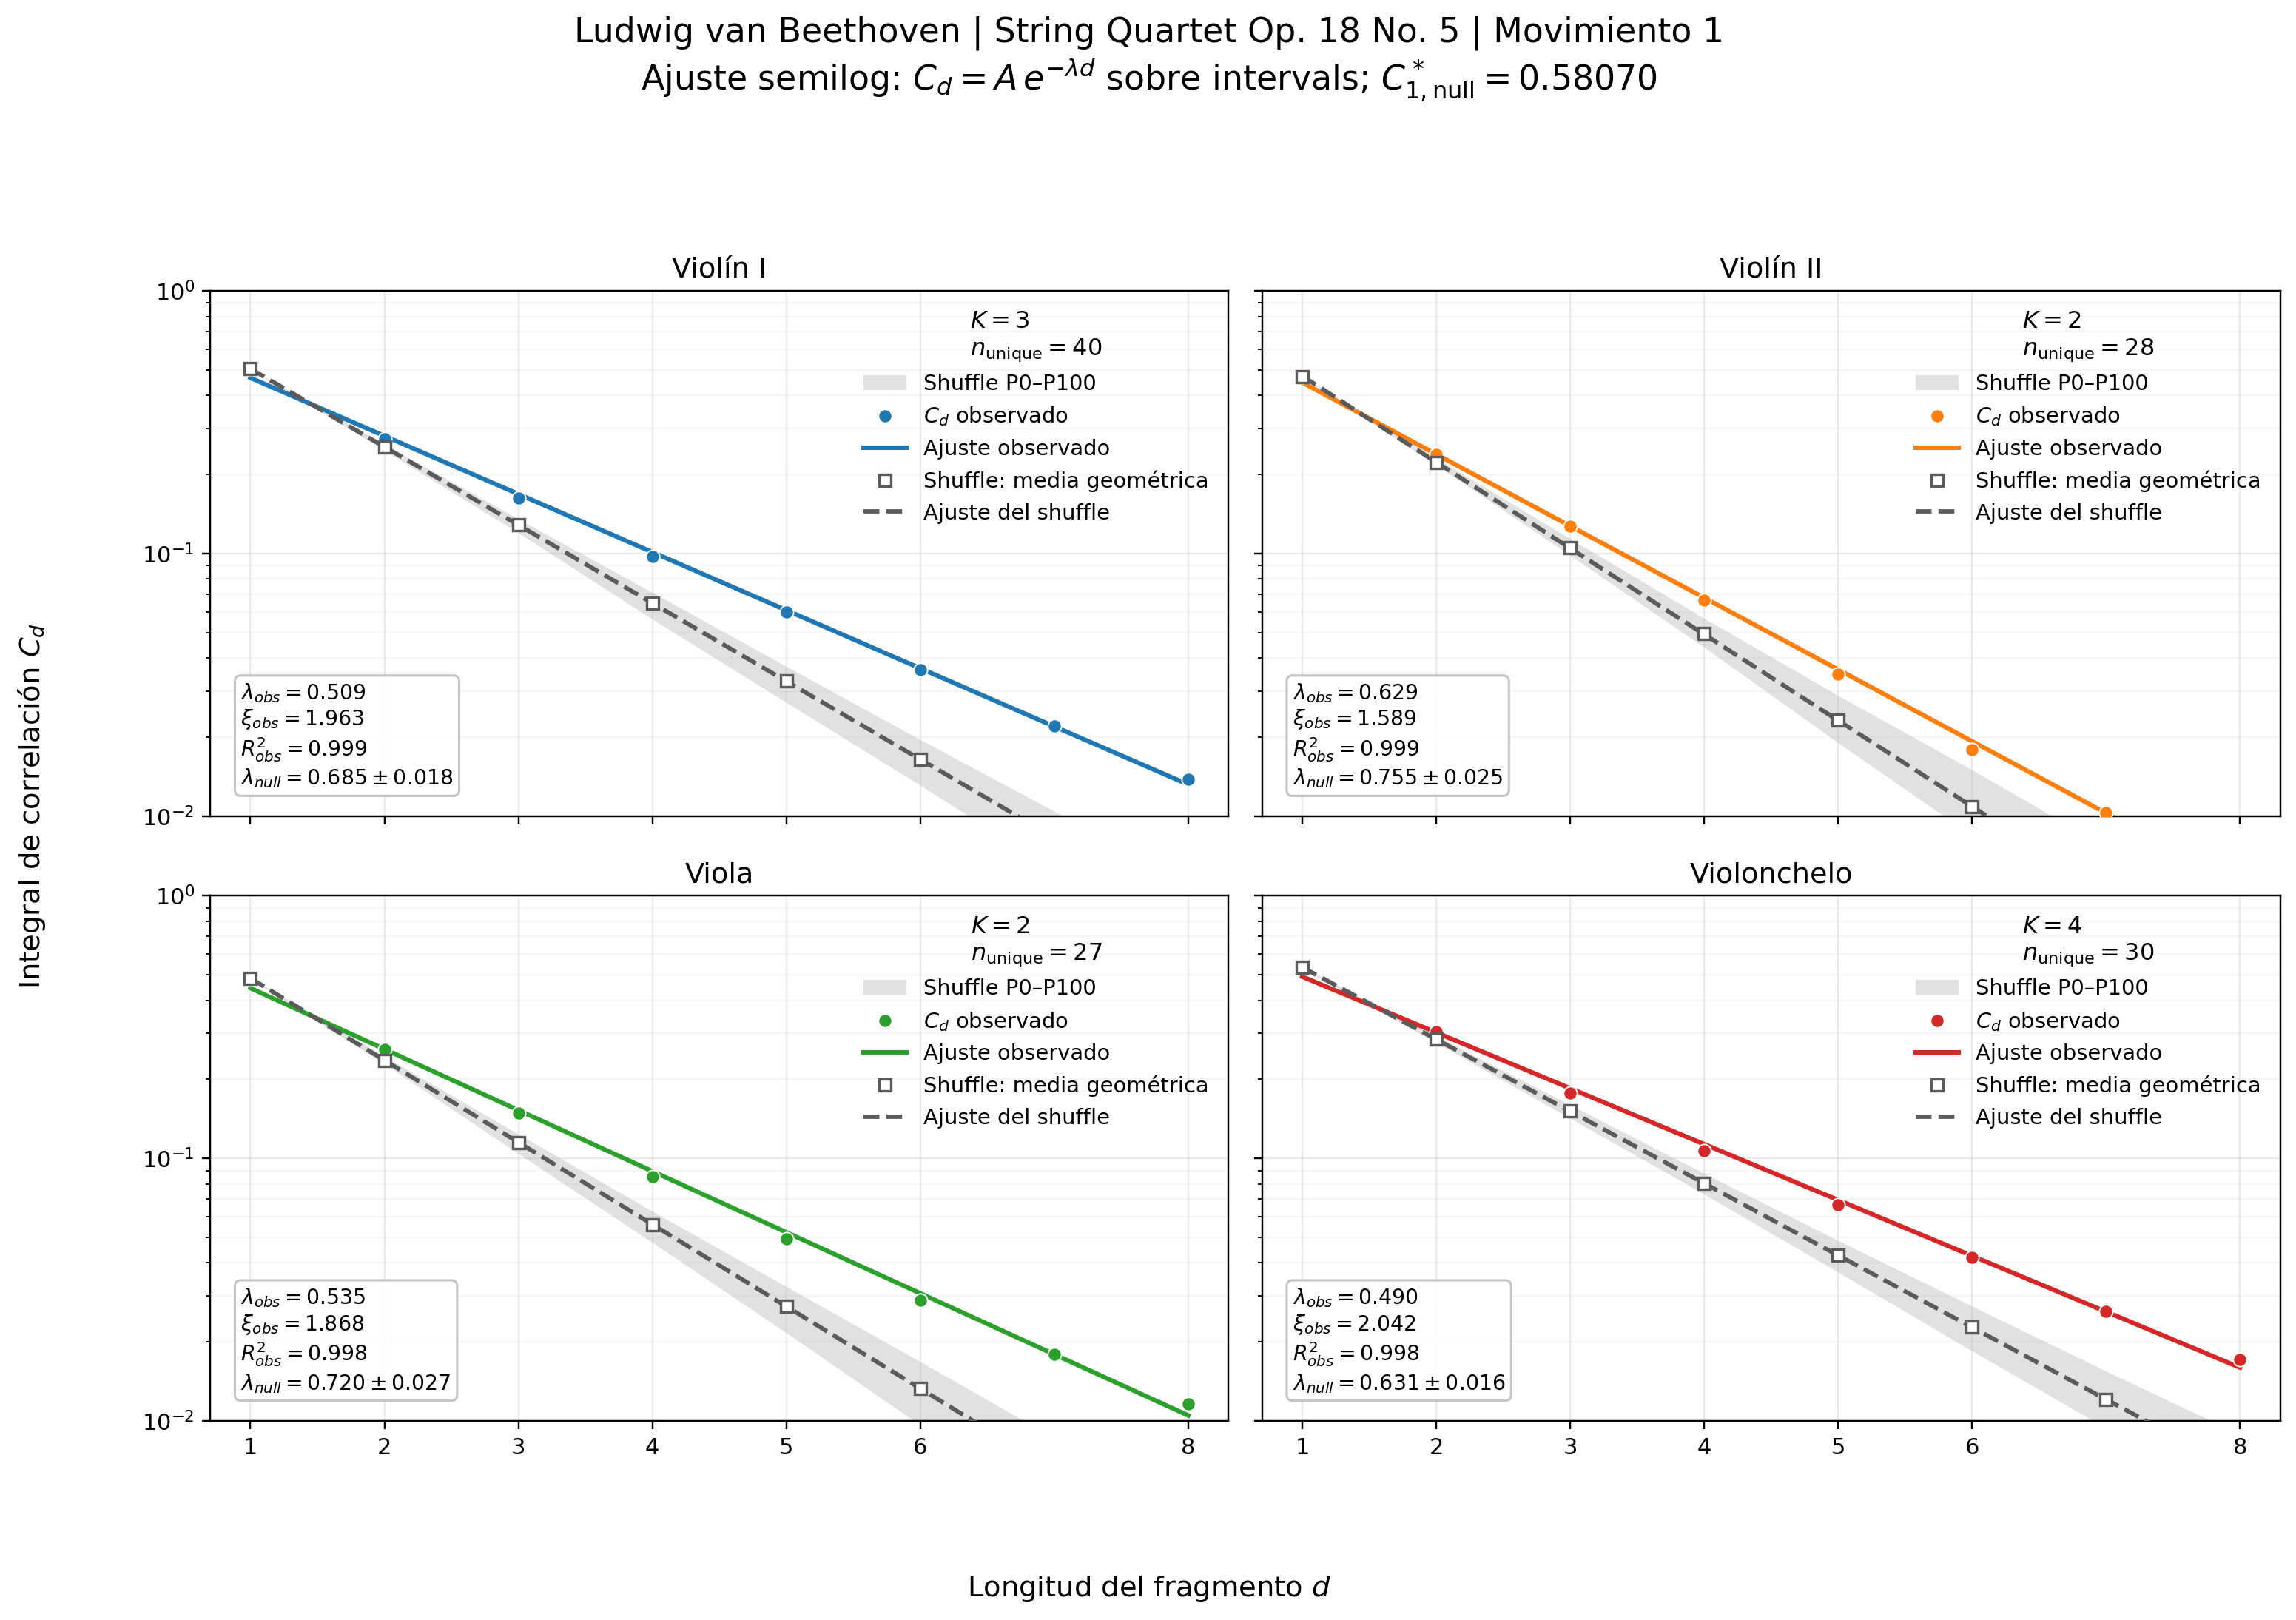 Ludwig van Beethoven | String Quartet Op. 18 No. 5 | Movimiento 1
Ajuste semilog: $C_d = A\,e^{-\lambda d}$ sobre intervals; $C^*_{1,\mathrm{null}} = 0.58070$
Integral de correlación $C_d$
Violín I
10⁰
10⁻¹
10⁻²
K = 3
n_unique = 40
Shuffle P0–P100
C_d observado
Ajuste observado
Shuffle: media geométrica
Ajuste del shuffle
λ_obs = 0.509
ξ_obs = 1.963
R²_obs = 0.999
λ_null = 0.685 ± 0.018
Violín II
K = 2
n_unique = 28
Shuffle P0–P100
C_d observado
Ajuste observado
Shuffle: media geométrica
Ajuste del shuffle
λ_obs = 0.629
ξ_obs = 1.589
R²_obs = 0.999
λ_null = 0.755 ± 0.025
Viola
10⁰
10⁻¹
10⁻²
K = 2
n_unique = 27
Shuffle P0–P100
C_d observado
Ajuste observado
Shuffle: media geométrica
Ajuste del shuffle
λ_obs = 0.535
ξ_obs = 1.868
R²_obs = 0.998
λ_null = 0.720 ± 0.027
1 2 3 4 5 6 8
Violonchelo
K = 4
n_unique = 30
Shuffle P0–P100
C_d observado
Ajuste observado
Shuffle: media geométrica
Ajuste del shuffle
λ_obs = 0.490
ξ_obs = 2.042
R²_obs = 0.998
λ_null = 0.631 ± 0.016
1 2 3 4 5 6 8
Longitud del fragmento d